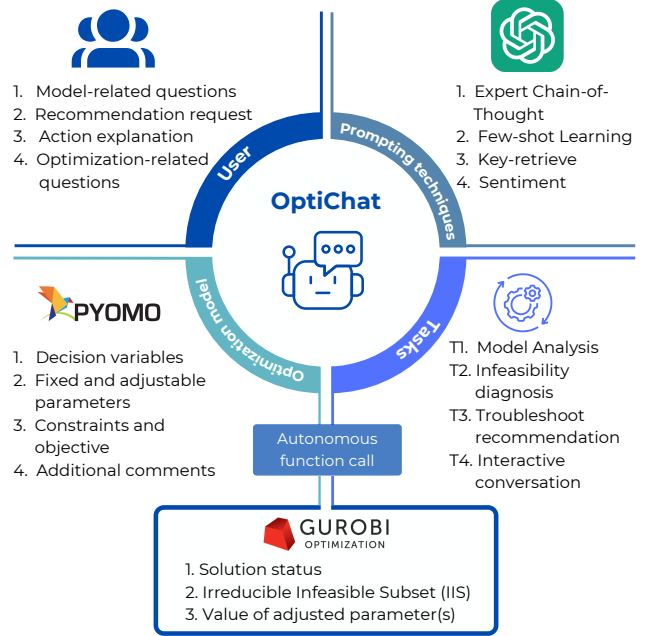 1. Model-related questions
2. Recommendation request
3. Action explanation
4. Optimization-related
questions
1. Expert Chain-of-
Thought
2. Few-shot Learning
3. Key-retrieve
4. Sentiment
User
Prompting techniques
OptiChat
Optimization model
Tasks
PYOMO
1. Decision variables
2. Fixed and adjustable
parameters
3. Constraints and
objective
4. Additional comments
T1. Model Analysis
T2. Infeasibility
diagnosis
T3. Troubleshoot
recommendation
T4. Interactive
conversation
Autonomous
function call
GUROBI
OPTIMIZATION
1. Solution status
2. Irreducible Infeasible Subset (IIS)
3. Value of adjusted parameter(s)